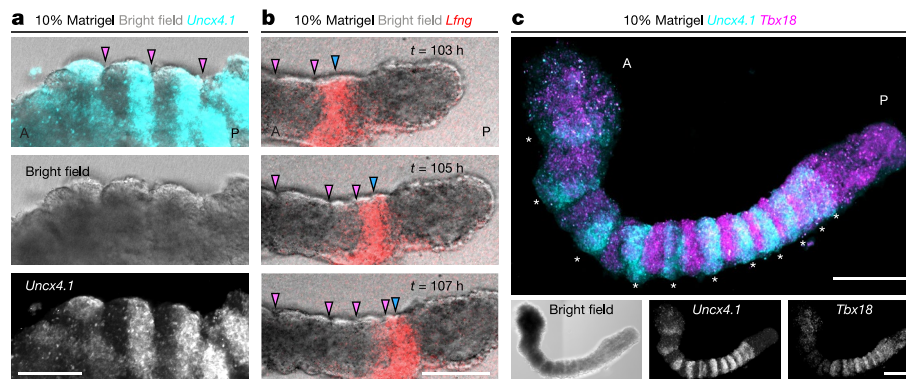 a
10% Matrigel Bright field Uncx4.1
A
P
Bright field
Uncx4.1
b
10% Matrigel Bright field Lfng
t = 103 h
A
P
t = 105 h
t = 107 h
c
10% Matrigel Uncx4.1 Tbx18
A
P
*
*
*
*
*
*
*
*
*
*
Bright field
Uncx4.1
Tbx18